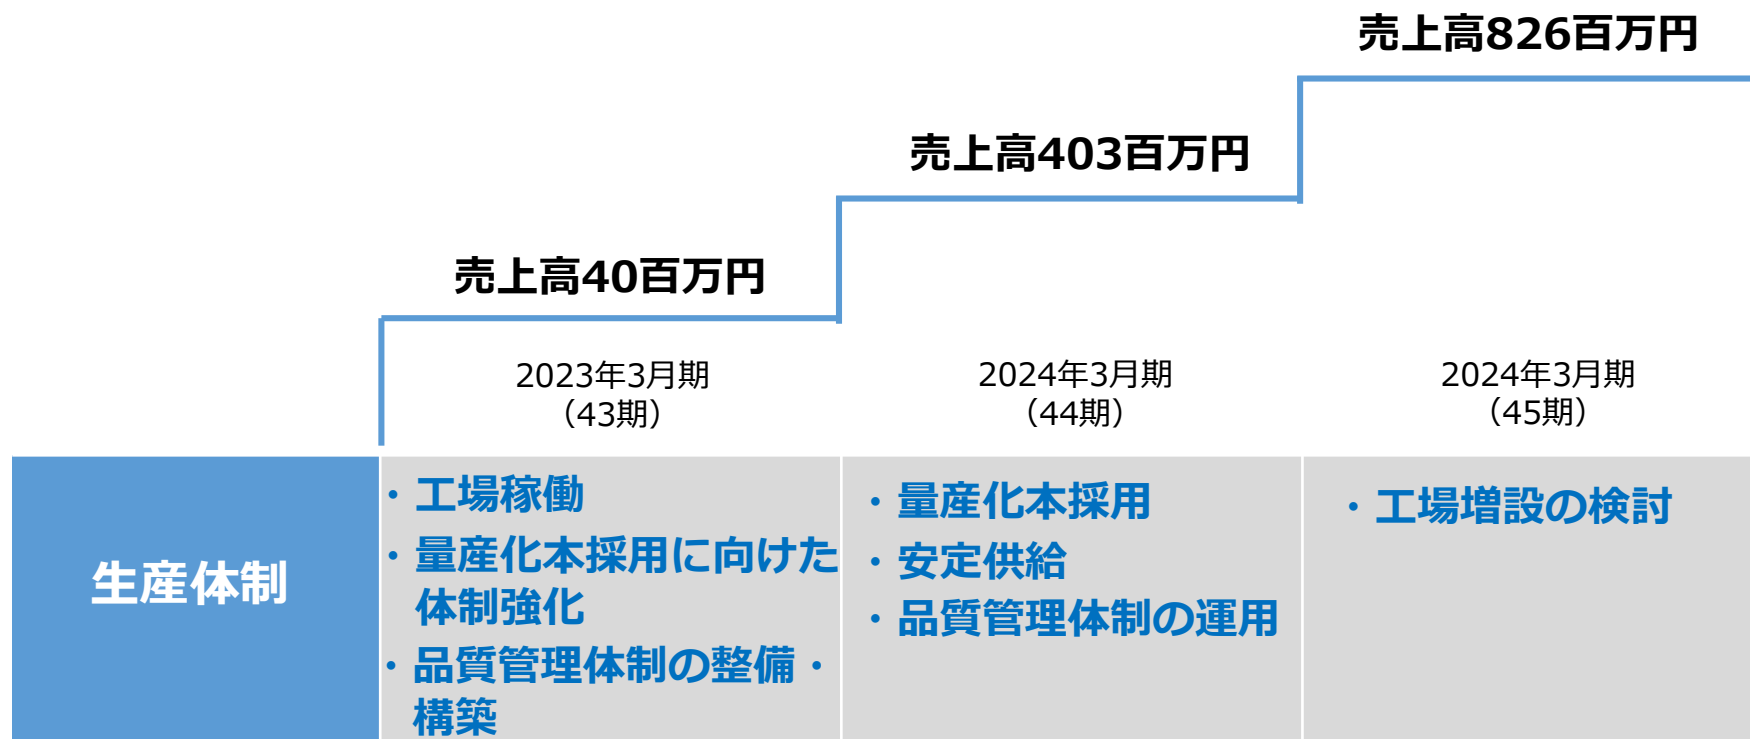 売上高826百万円
売上高403百万円
売上高40百万円
2023年3月期
（43期）
2024年3月期
（44期）
2024年3月期
（45期）
生産体制
・工場稼働
・量産化本採用に向けた
体制強化
・品質管理体制の整備・
構築
・量産化本採用
・安定供給
・品質管理体制の運用
・工場増設の検討